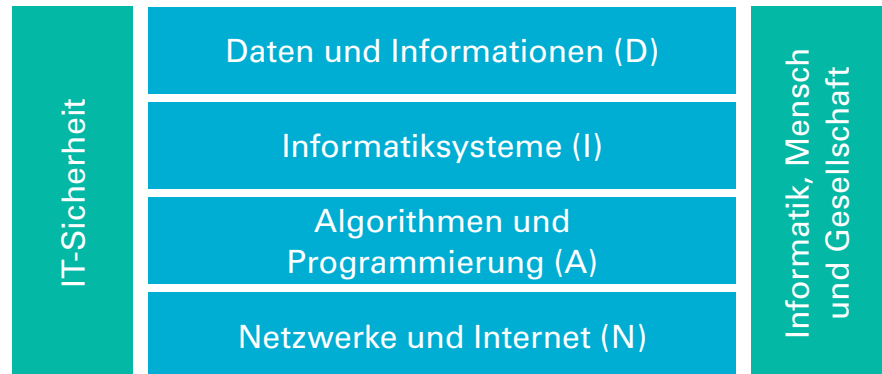 IT-Sicherheit
Daten und Informationen (D)
Informatiksysteme (I)
Algorithmen und
Programmierung (A)
Netzwerke und Internet (N)
Informatik, Mensch
und Gesellschaft